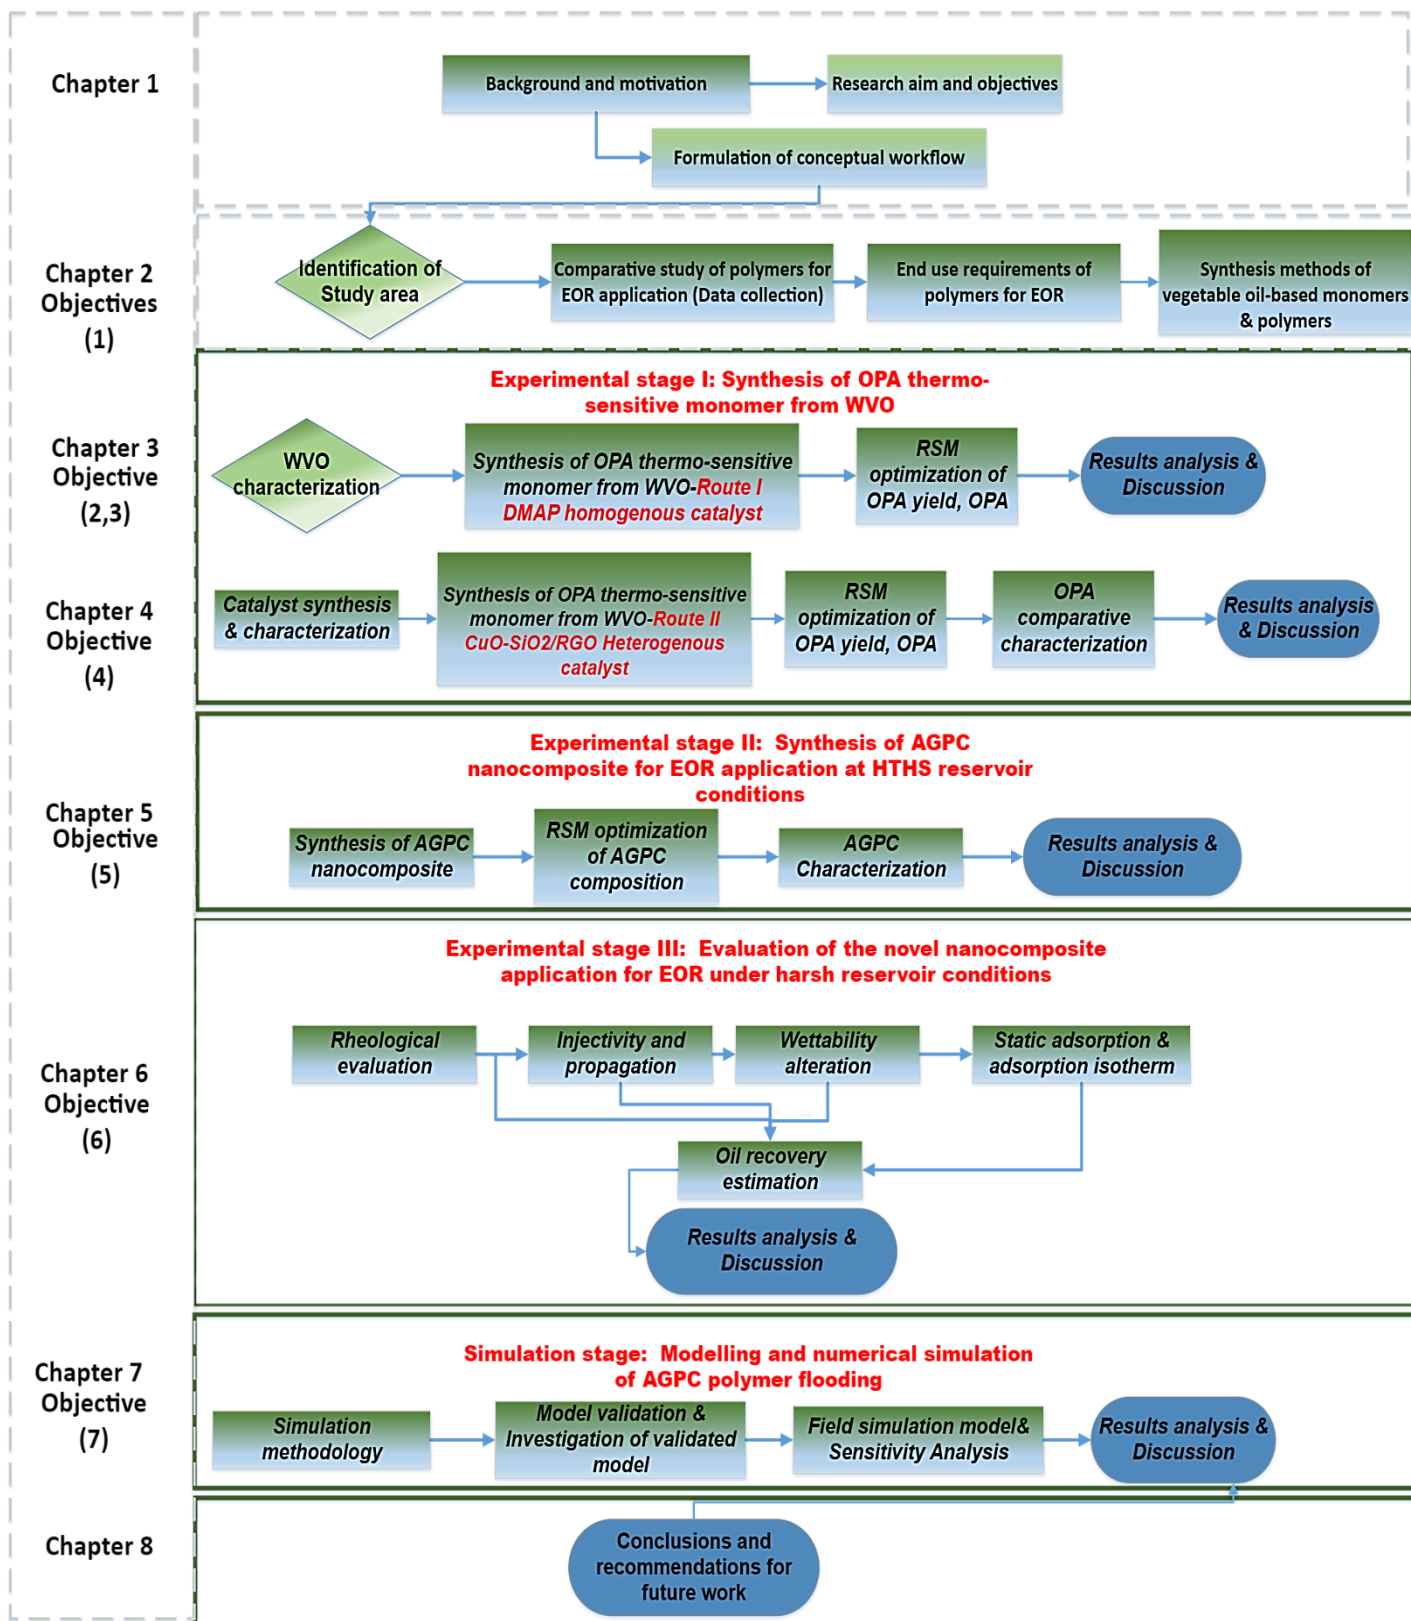 Chapter 1
Background and motivation
Research aim and objectives
Formulation of conceptual workflow
Chapter 2
Objectives
(1)
Identification of
Study area
Comparative study of polymers for
EOR application (Data collection)
End use requirements of
polymers for EOR
Synthesis methods of
vegetable oil-based monomers
& polymers
Experimental stage I: Synthesis of OPA thermo-
sensitive monomer from WVO
Chapter 3
Objective
(2,3)
WVO
characterization
Synthesis of OPA thermo-sensitive
monomer from WVO-Route I
DMAP homogenous catalyst
RSM
optimization of
OPA yield, OPA
Results analysis &
Discussion
Chapter 4
Objective
(4)
Catalyst synthesis
& characterization
Synthesis of OPA thermo-sensitive
monomer from WVO-Route II
CuO-SiO2/RGO Heterogenous
catalyst
RSM
optimization of
OPA yield, OPA
OPA
comparative
characterization
Results analysis
& Discussion
Experimental stage II:  Synthesis of AGPC
nanocomposite for EOR application at HTHS reservoir
conditions
Chapter 5
Objective
(5)
Synthesis of AGPC
nanocomposite
RSM optimization
of AGPC
composition
AGPC
Characterization
Results analysis &
Discussion
Experimental stage III:  Evaluation of the novel nanocomposite
application for EOR under harsh reservoir conditions
Chapter 6
Objective
(6)
Rheological
evaluation
Injectivity and
propagation
Wettability
alteration
Static adsorption &
adsorption isotherm
Oil recovery
estimation
Results analysis &
Discussion
Simulation stage:  Modelling and numerical simulation
of AGPC polymer flooding
Chapter 7
Objective
(7)
Simulation
methodology
Model validation &
Investigation of validated
model
Field simulation model&
Sensitivity Analysis
Results analysis &
Discussion
Chapter 8
Conclusions and
recommendations for
future work